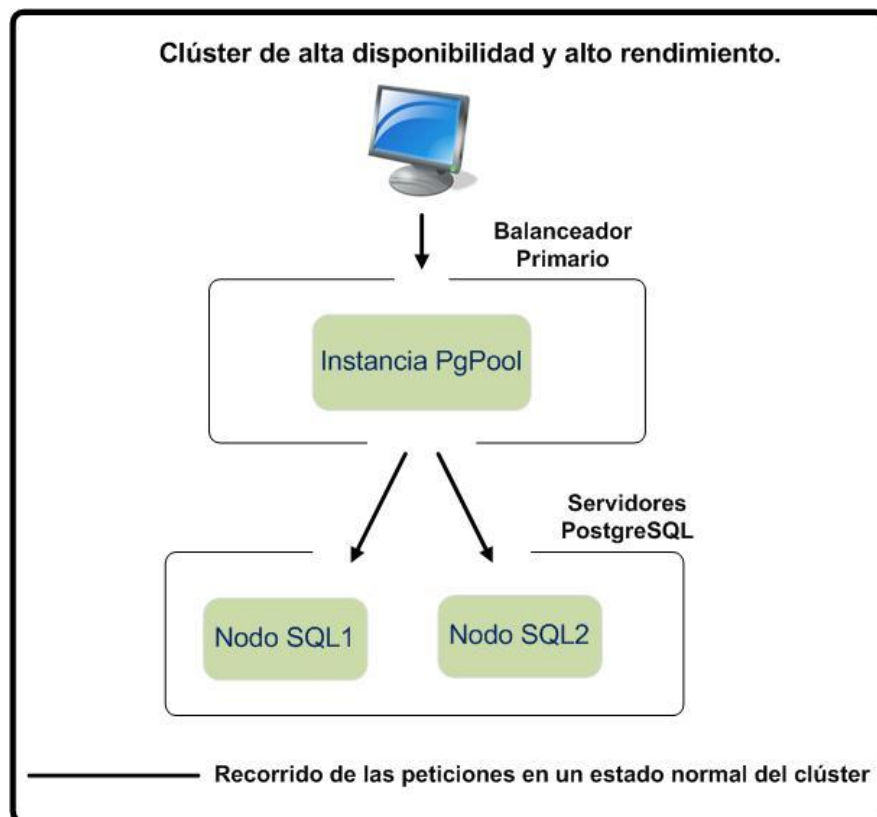 Clúster de alta disponibilidad y alto rendimiento.
Balanceador
Primario
Instancia PgPool
Servidores
PostgreSQL
Nodo SQL1
Nodo SQL2
Recorrido de las peticiones en un estado normal del clúster